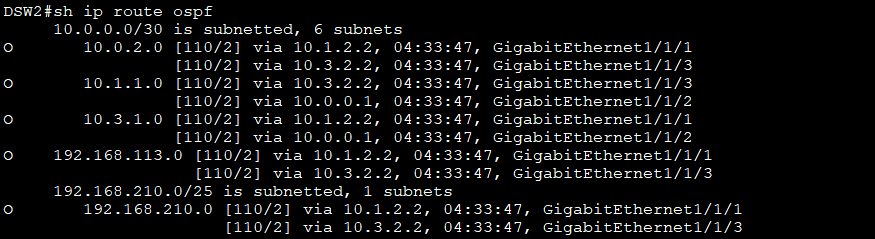 DSW2#sh ip route ospf
     10.0.0.0/30 is subnetted, 6 subnets
O       10.0.2.0 [110/2] via 10.1.2.2, 04:33:47, GigabitEthernet1/1/1
                 [110/2] via 10.3.2.2, 04:33:47, GigabitEthernet1/1/3
O       10.1.1.0 [110/2] via 10.3.2.2, 04:33:47, GigabitEthernet1/1/3
                 [110/2] via 10.0.0.1, 04:33:47, GigabitEthernet1/1/2
O       10.3.1.0 [110/2] via 10.1.2.2, 04:33:47, GigabitEthernet1/1/1
                 [110/2] via 10.0.0.1, 04:33:47, GigabitEthernet1/1/2
O    192.168.113.0 [110/2] via 10.1.2.2, 04:33:47, GigabitEthernet1/1/1
                   [110/2] via 10.3.2.2, 04:33:47, GigabitEthernet1/1/3
     192.168.210.0/25 is subnetted, 1 subnets
O       192.168.210.0 [110/2] via 10.1.2.2, 04:33:47, GigabitEthernet1/1/1
                      [110/2] via 10.3.2.2, 04:33:47, GigabitEthernet1/1/3